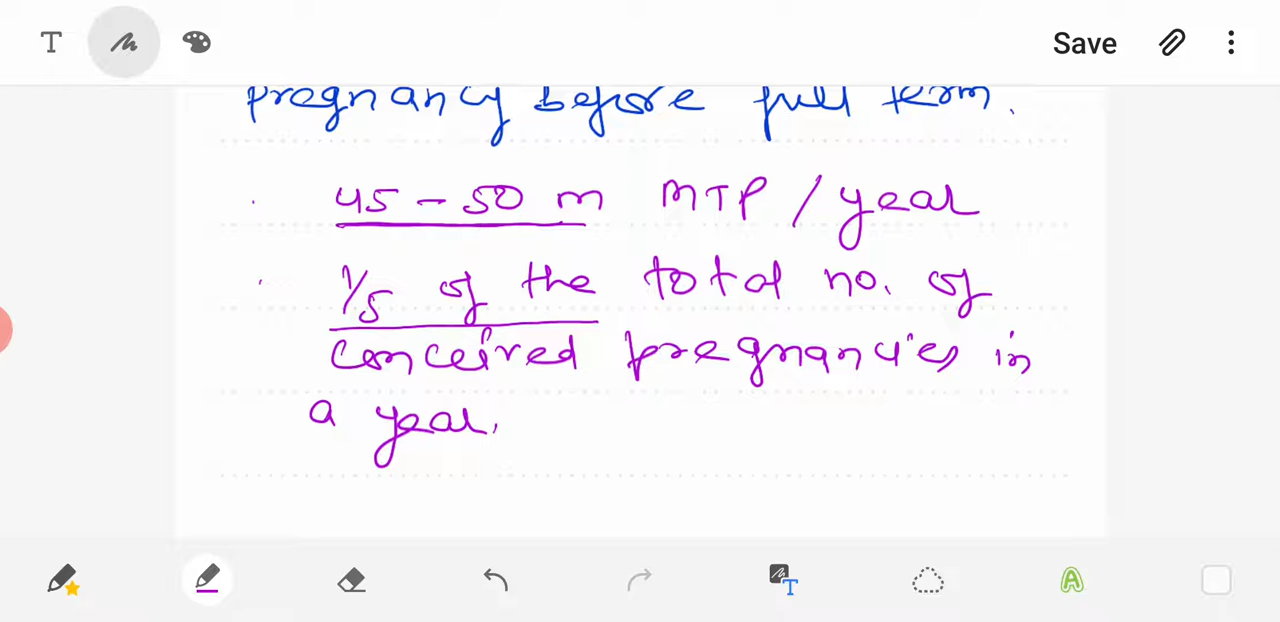 T Save
pregnancy before full term.
. 45-50 m MTP / year
. 1/5 of the total no. of
conceived pregnancies in
a year.
T A